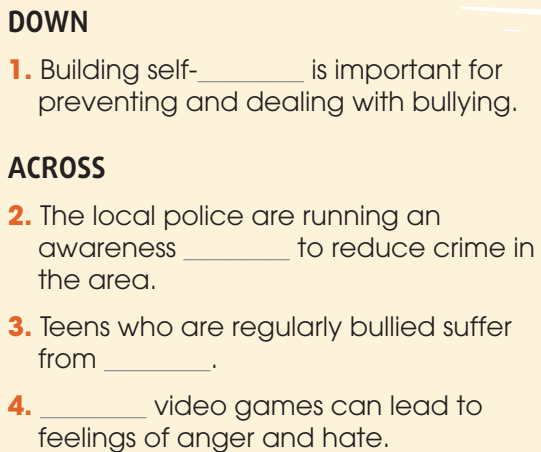 DOWN
1. Building self-________ is important for
preventing and dealing with bullying.
ACROSS
2. The local police are running an
awareness ________ to reduce crime in
the area.
3. Teens who are regularly bullied suffer
from ________.
4. ________ video games can lead to
feelings of anger and hate.